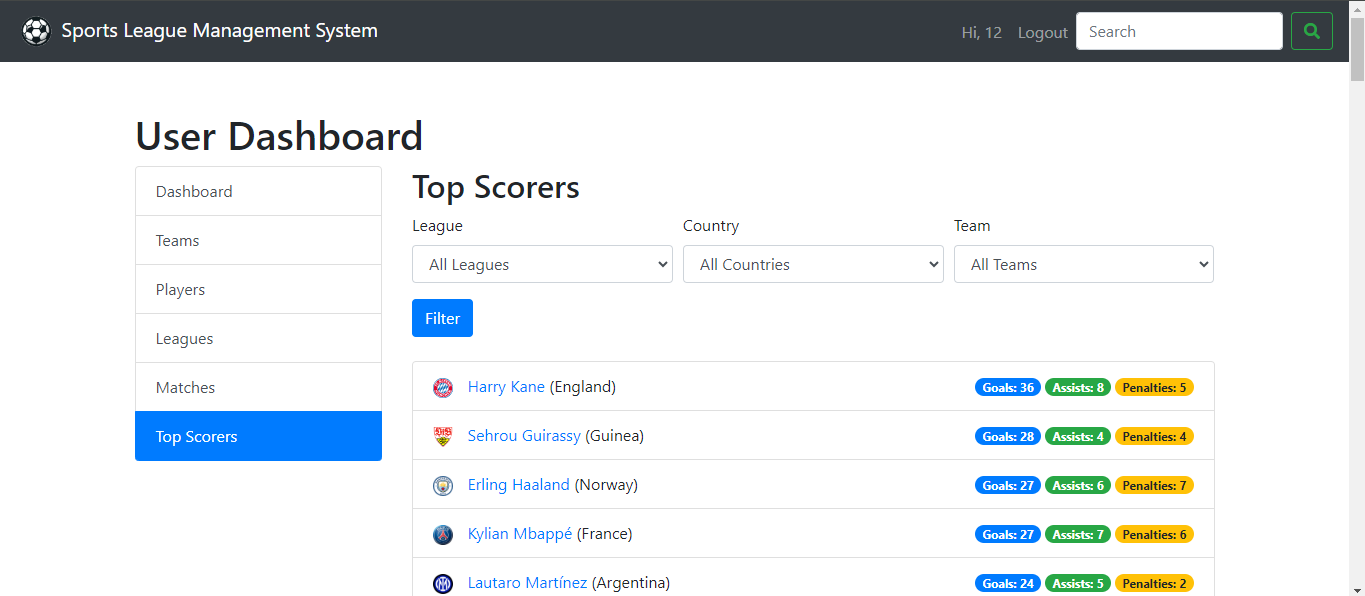 Sports League Management System
Hi, 12 Logout Search
User Dashboard
Dashboard
Teams
Players
Leagues
Matches
Top Scorers
Top Scorers
League Country Team
All Leagues All Countries All Teams
Filter
Harry Kane (England) Goals: 36 Assists: 8 Penalties: 5
Sehrou Guirassy (Guinea) Goals: 28 Assists: 4 Penalties: 4
Erling Haaland (Norway) Goals: 27 Assists: 6 Penalties: 7
Kylian Mbappé (France) Goals: 27 Assists: 7 Penalties: 6
Lautaro Martínez (Argentina) Goals: 24 Assists: 5 Penalties: 2